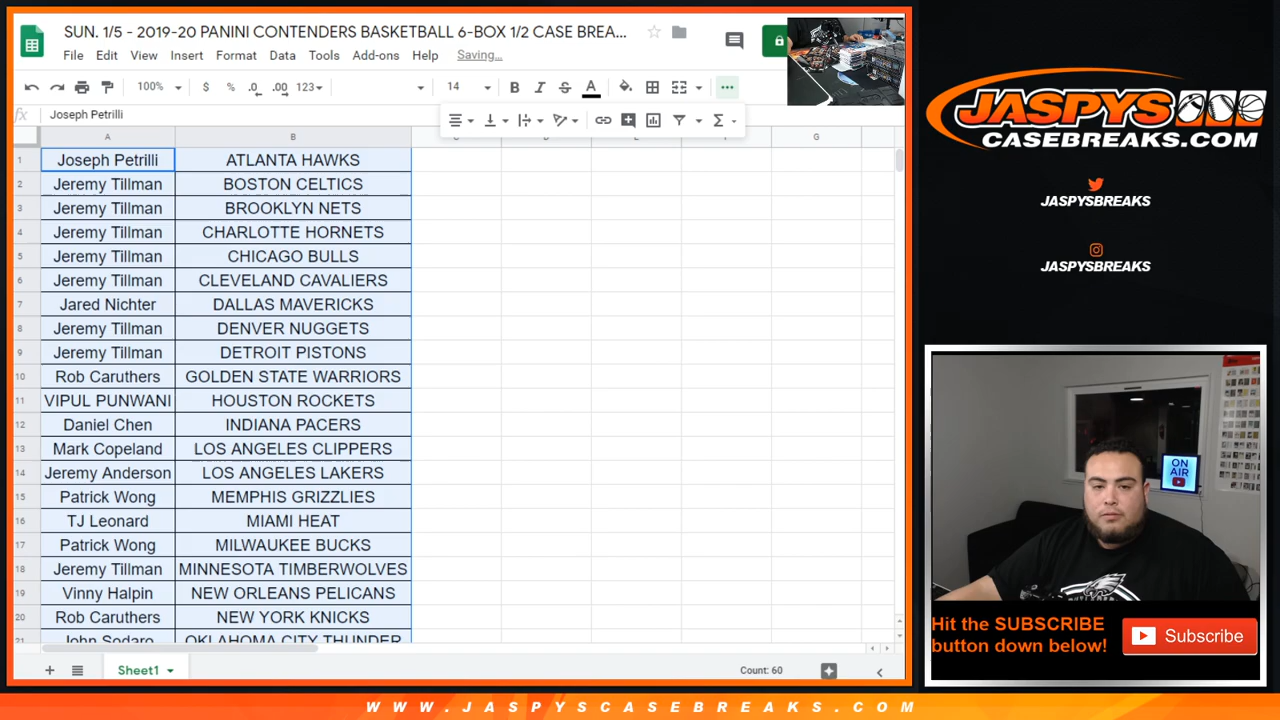 SUN. 1/5 - 2019-20 PANINI CONTENDERS BASKETBALL 6-BOX 1/2 CASE BREA...
File Edit View Insert Format Data Tools Add-ons Help Saving...
100% $ % .0 .00 123 14 B I S A
fx Joseph Petrilli
A B G
1 Joseph Petrilli ATLANTA HAWKS
2 Jeremy Tillman BOSTON CELTICS
3 Jeremy Tillman BROOKLYN NETS
4 Jeremy Tillman CHARLOTTE HORNETS
5 Jeremy Tillman CHICAGO BULLS
6 Jeremy Tillman CLEVELAND CAVALIERS
7 Jared Nichter DALLAS MAVERICKS
8 Jeremy Tillman DENVER NUGGETS
9 Jeremy Tillman DETROIT PISTONS
10 Rob Caruthers GOLDEN STATE WARRIORS
11 VIPUL PUNWANI HOUSTON ROCKETS
12 Daniel Chen INDIANA PACERS
13 Mark Copeland LOS ANGELES CLIPPERS
14 Jeremy Anderson LOS ANGELES LAKERS
15 Patrick Wong MEMPHIS GRIZZLIES
16 TJ Leonard MIAMI HEAT
17 Patrick Wong MILWAUKEE BUCKS
18 Jeremy Tillman MINNESOTA TIMBERWOLVES
19 Vinny Halpin NEW ORLEANS PELICANS
20 Rob Caruthers NEW YORK KNICKS
21 John Sodaro OKLAHOMA CITY THUNDER
Sheet1 Count: 60
JASPYS
CASEBREAKS.COM
JASPYSBREAKS
JASPYSBREAKS
ON
AIR
Hit the SUBSCRIBE
button down below!
Subscribe
WWW.JASPYSCASEBREAKS.COM